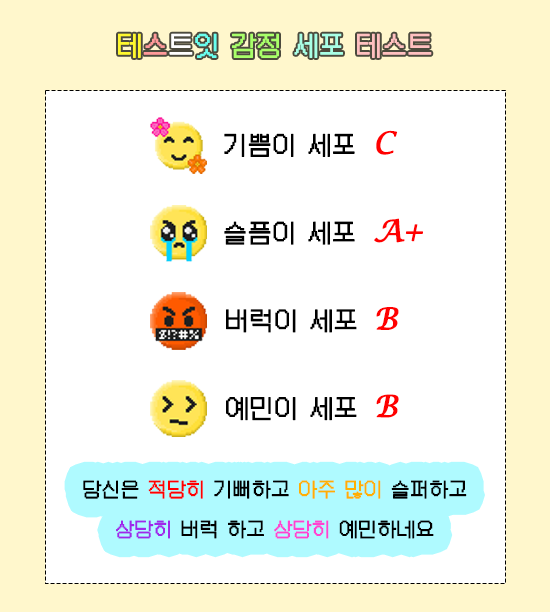 테스트잇 감정 세포 테스트
기쁨이 세포 C
슬픔이 세포 A+
버럭이 세포 B
$!?#%
예민이 세포 B
당신은 적당히 기뻐하고 아주 많이 슬퍼하고
상당히 버럭 하고 상당히 예민하네요